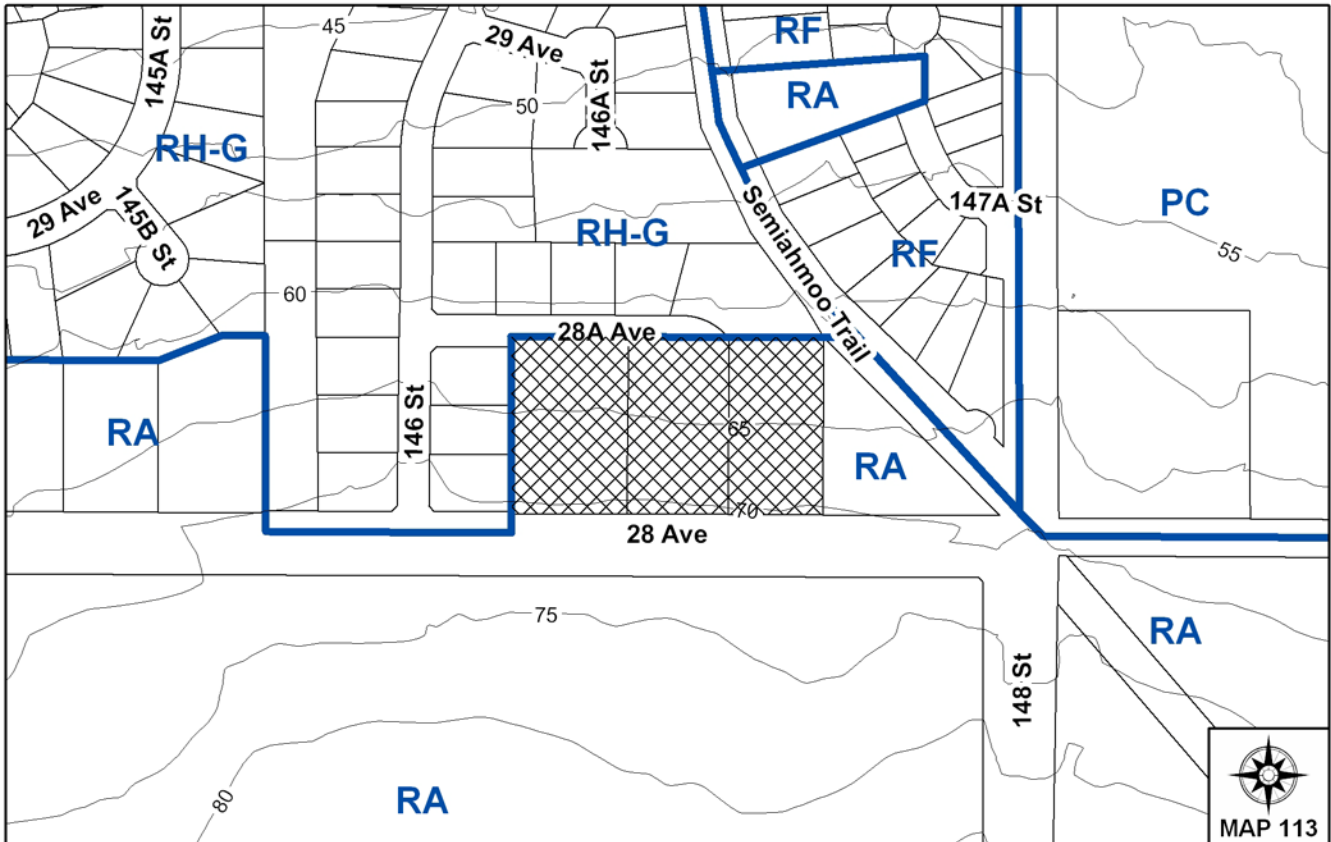 45
29 Ave
RF
145A St
146A St
RA
50
RH-G
29 Ave
145B St
147A St
PC
Semiahmoo Trail
RH-G
RF
55
60
28A Ave
146 St
RA
65
RA
70
28 Ave
75
RA
148 St
80
RA
MAP 113